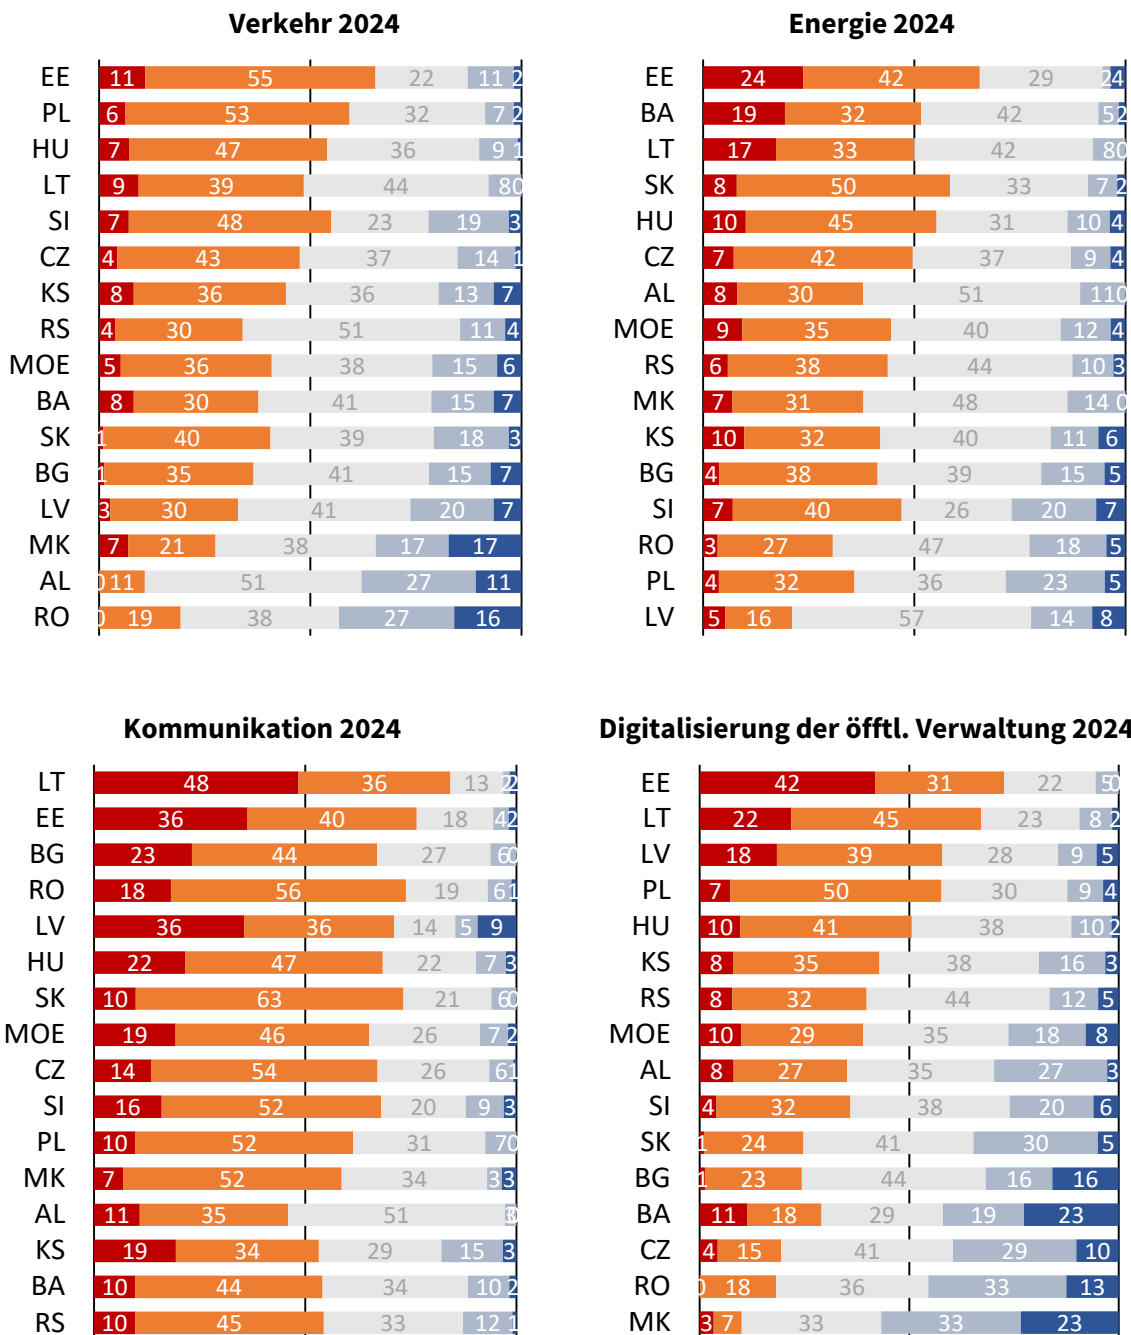 Verkehr 2024
EE 11 55 22 11 2
PL 6 53 32 7 2
HU 7 47 36 9 1
LT 9 39 44 8 0
SI 7 48 23 19 3
CZ 4 43 37 14 1
KS 8 36 36 13 7
RS 4 30 51 11 4
MOE 5 36 38 15 6
BA 8 30 41 15 7
SK 1 40 39 18 3
BG 1 35 41 15 7
LV 3 30 41 20 7
MK 7 21 38 17 17
AL 0 11 51 27 11
RO 0 19 38 27 16
Energie 2024
EE 24 42 29 2 4
BA 19 32 42 5 2
LT 17 33 42 8 0
SK 8 50 33 7 2
HU 10 45 31 10 4
CZ 7 42 37 9 4
AL 8 30 51 11 0
MOE 9 35 40 12 4
RS 6 38 44 10 3
MK 7 31 48 14 0
KS 10 32 40 11 6
BG 4 38 39 15 5
SI 7 40 26 20 7
RO 3 27 47 18 5
PL 4 32 36 23 5
LV 5 16 57 14 8
Kommunikation 2024
LT 48 36 13 2 2
EE 36 40 18 4 2
BG 23 44 27 6 0
RO 18 56 19 6 1
LV 36 36 14 5 9
HU 22 47 22 7 3
SK 10 63 21 6 0
MOE 19 46 26 7 2
CZ 14 54 26 6 1
SI 16 52 20 9 3
PL 10 52 31 7 0
MK 7 52 34 3 3
AL 11 35 51 3 0
KS 19 34 29 15 3
BA 10 44 34 10 2
RS 10 45 33 12 1
Digitalisierung der öfftl. Verwaltung 2024
EE 42 31 22 5 0
LT 22 45 23 8 2
LV 18 39 28 9 5
PL 7 50 30 9 4
HU 10 41 38 10 2
KS 8 35 38 16 3
RS 8 32 44 12 5
MOE 10 29 35 18 8
AL 8 27 35 27 3
SI 4 32 38 20 6
SK 1 24 41 30 5
BG 1 23 44 16 16
BA 11 18 29 19 23
CZ 4 15 41 29 10
RO 0 18 36 33 13
MK 3 7 33 33 23